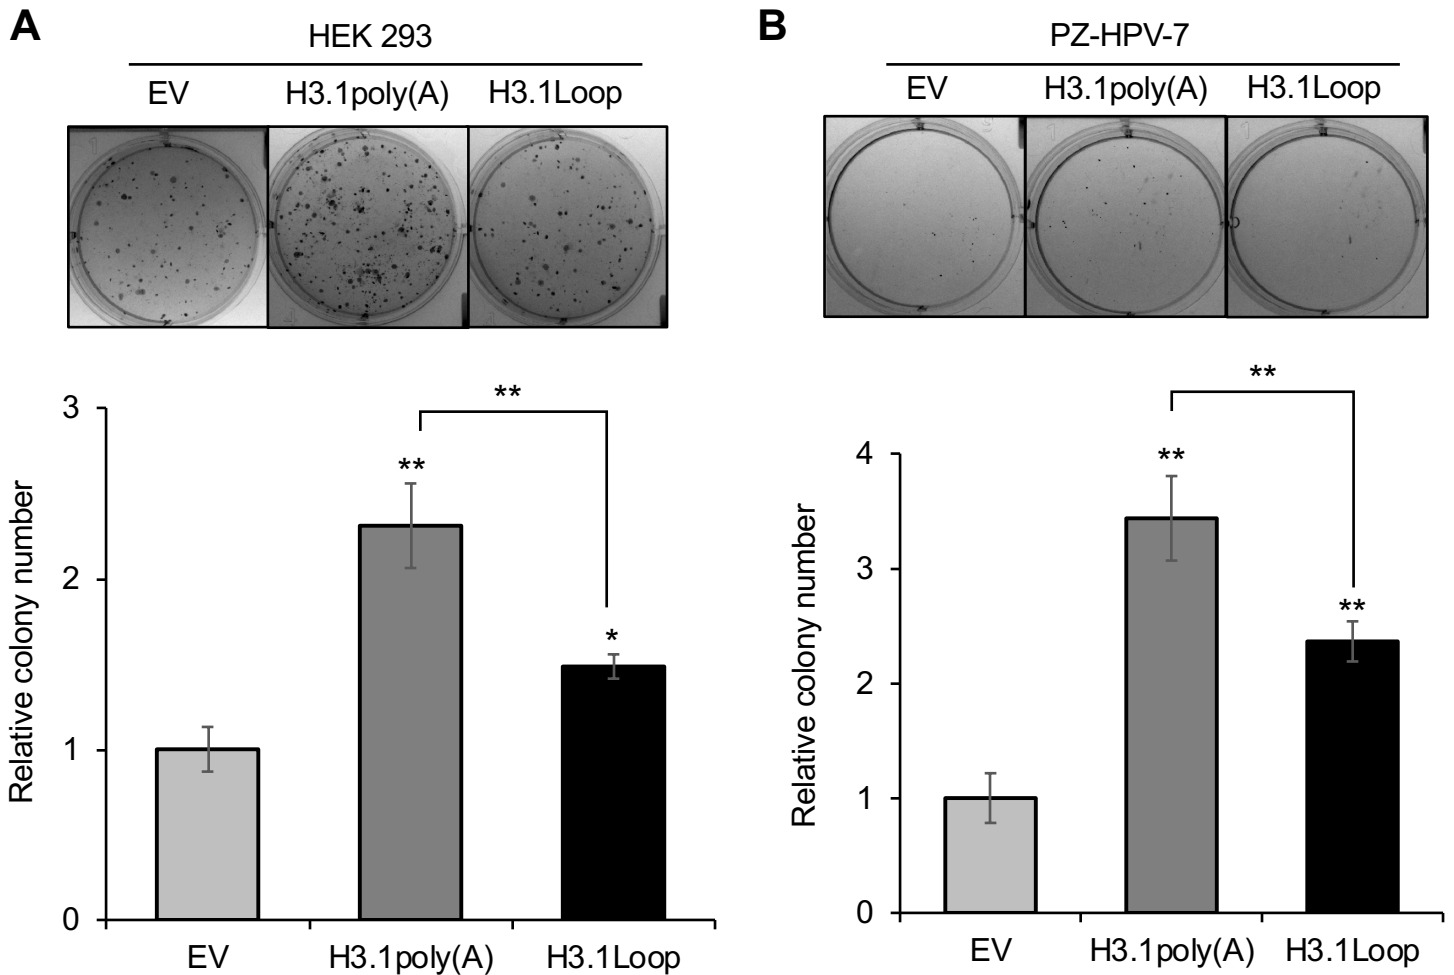 A
HEK 293
EV H3.1poly(A) H3.1Loop
**
3
**
2
*
1
0
Relative colony number
EV H3.1poly(A) H3.1Loop
B
PZ-HPV-7
EV H3.1poly(A) H3.1Loop
**
4
**
3
**
2
1
0
Relative colony number
EV H3.1poly(A) H3.1Loop